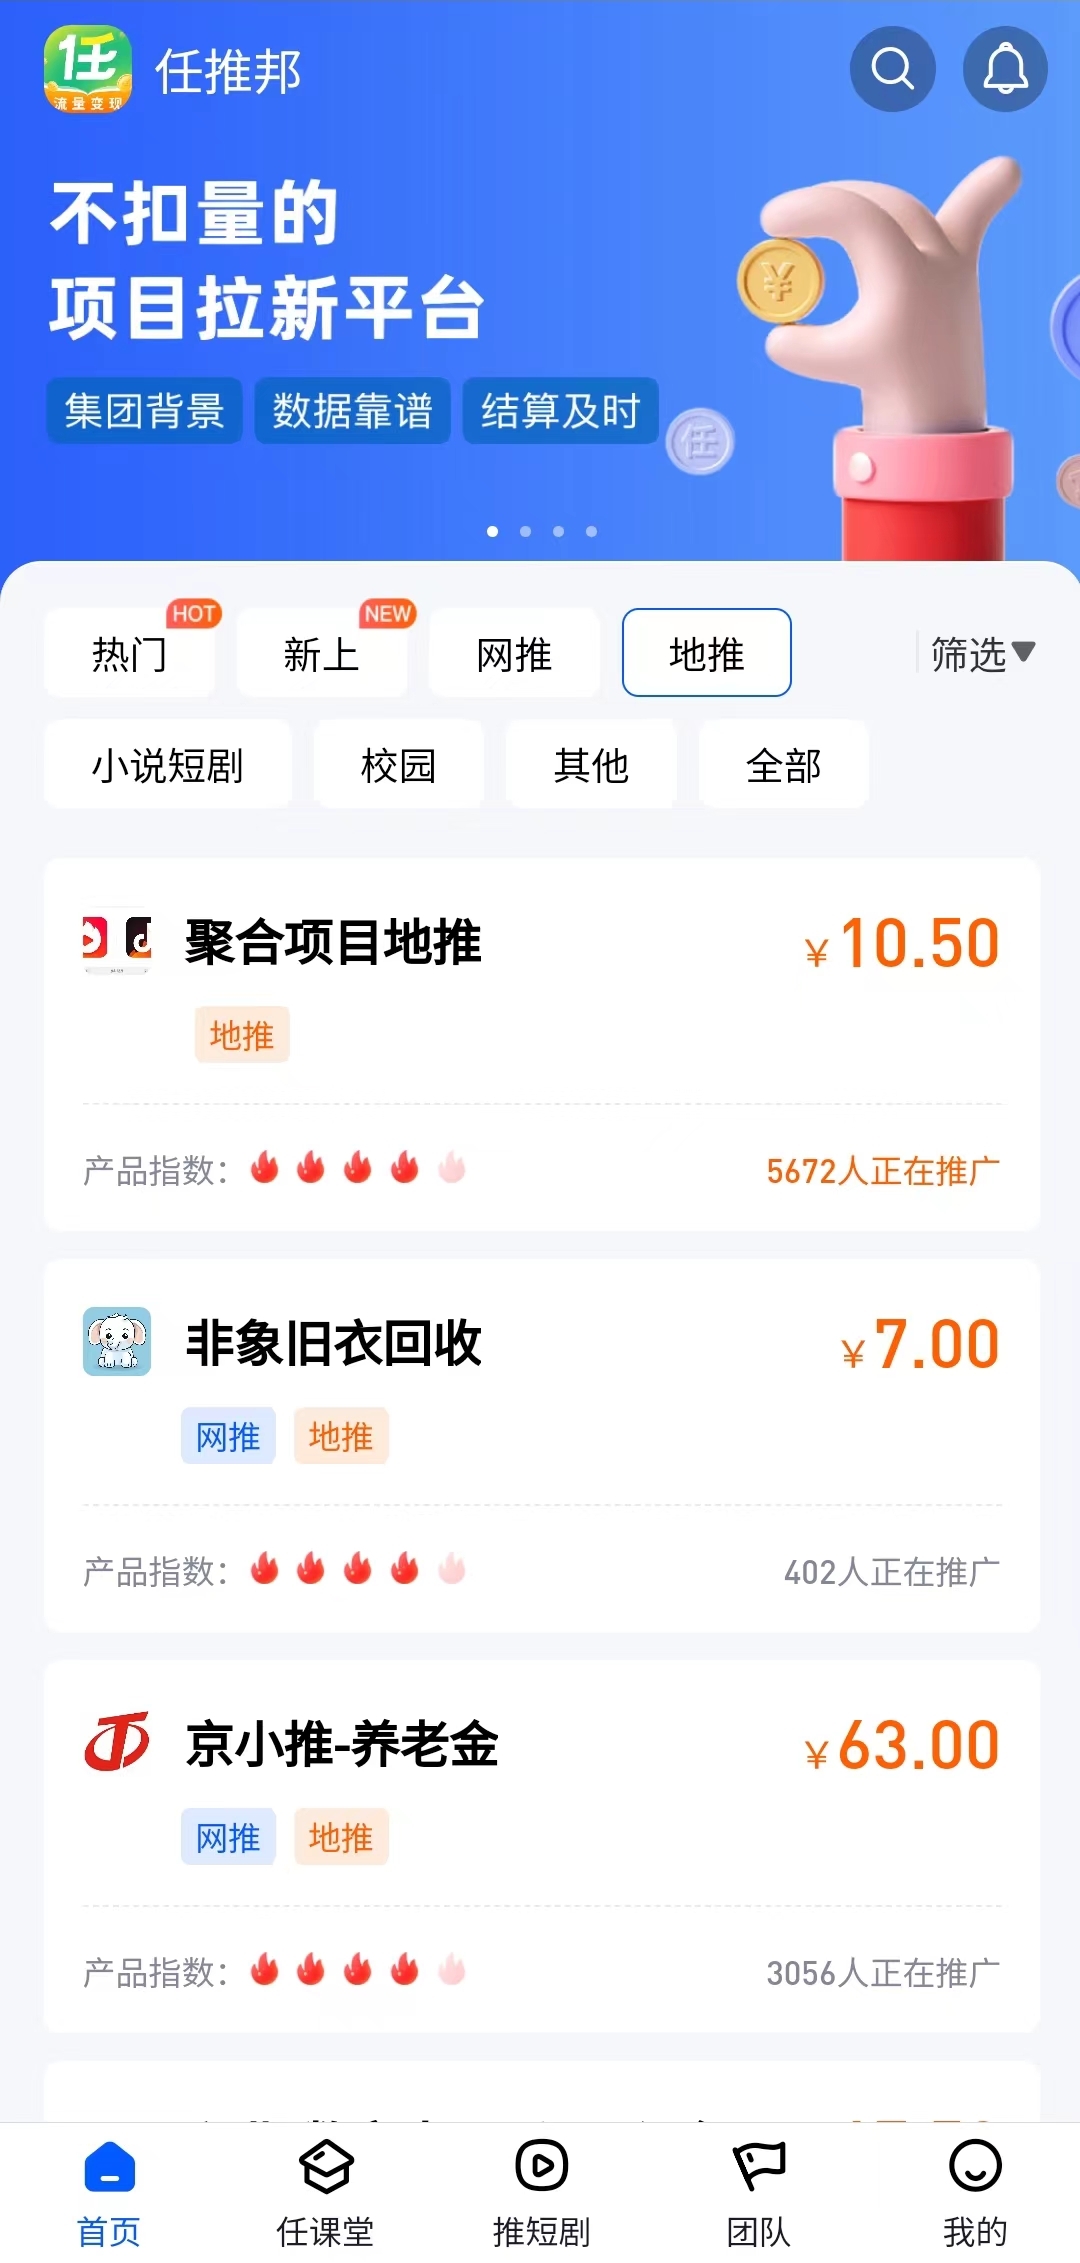 任
流量变现
任推邦
不扣量的
项目拉新平台
集团背景 数据靠谱 结算及时
任
热门 HOT 新上 NEW 网推 地推 筛选
小说短剧 校园 其他 全部
聚合项目地推 ¥10.50
地推
产品指数： 5672人正在推广
非象旧衣回收 ¥7.00
网推 地推
产品指数： 402人正在推广
京小推-养老金 ¥63.00
网推 地推
产品指数： 3056人正在推广
首页 任课堂 推短剧 团队 我的